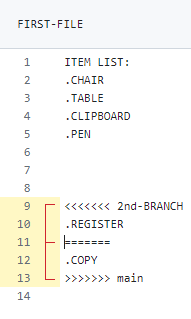 FIRST-FILE
1 ITEM LIST:
2 .CHAIR
3 .TABLE
4 .CLIPBOARD
5 .PEN
6
7
8
9 <<<<<<< 2nd-BRANCH
10 .REGISTER
11 =======
12 .COPY
13 >>>>>>> main
14